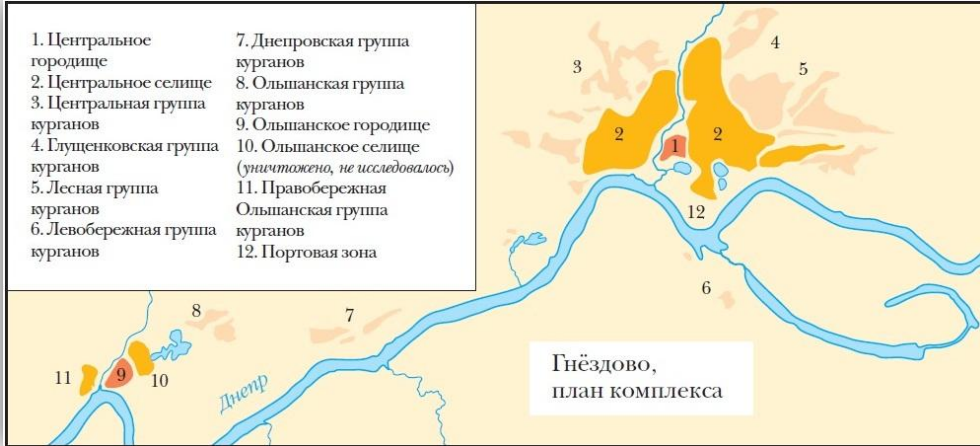 1. Центральное
городище
2. Центральное селище
3. Центральная группа
курганов
4. Глущенковская группа
курганов
5. Лесная группа
курганов
6. Левобережная группа
курганов
7. Днепровская группа
курганов
8. Ольшанская группа
курганов
9. Ольшанское городище
10. Ольшанское селище
(уничтожено, не исследовалось)
11. Правобережная
Ольшанская группа
курганов
12. Портовая зона
3
4
5
2
2
1
12
6
8
7
11
9
10
Днепр
Гнёздово,
план комплекса